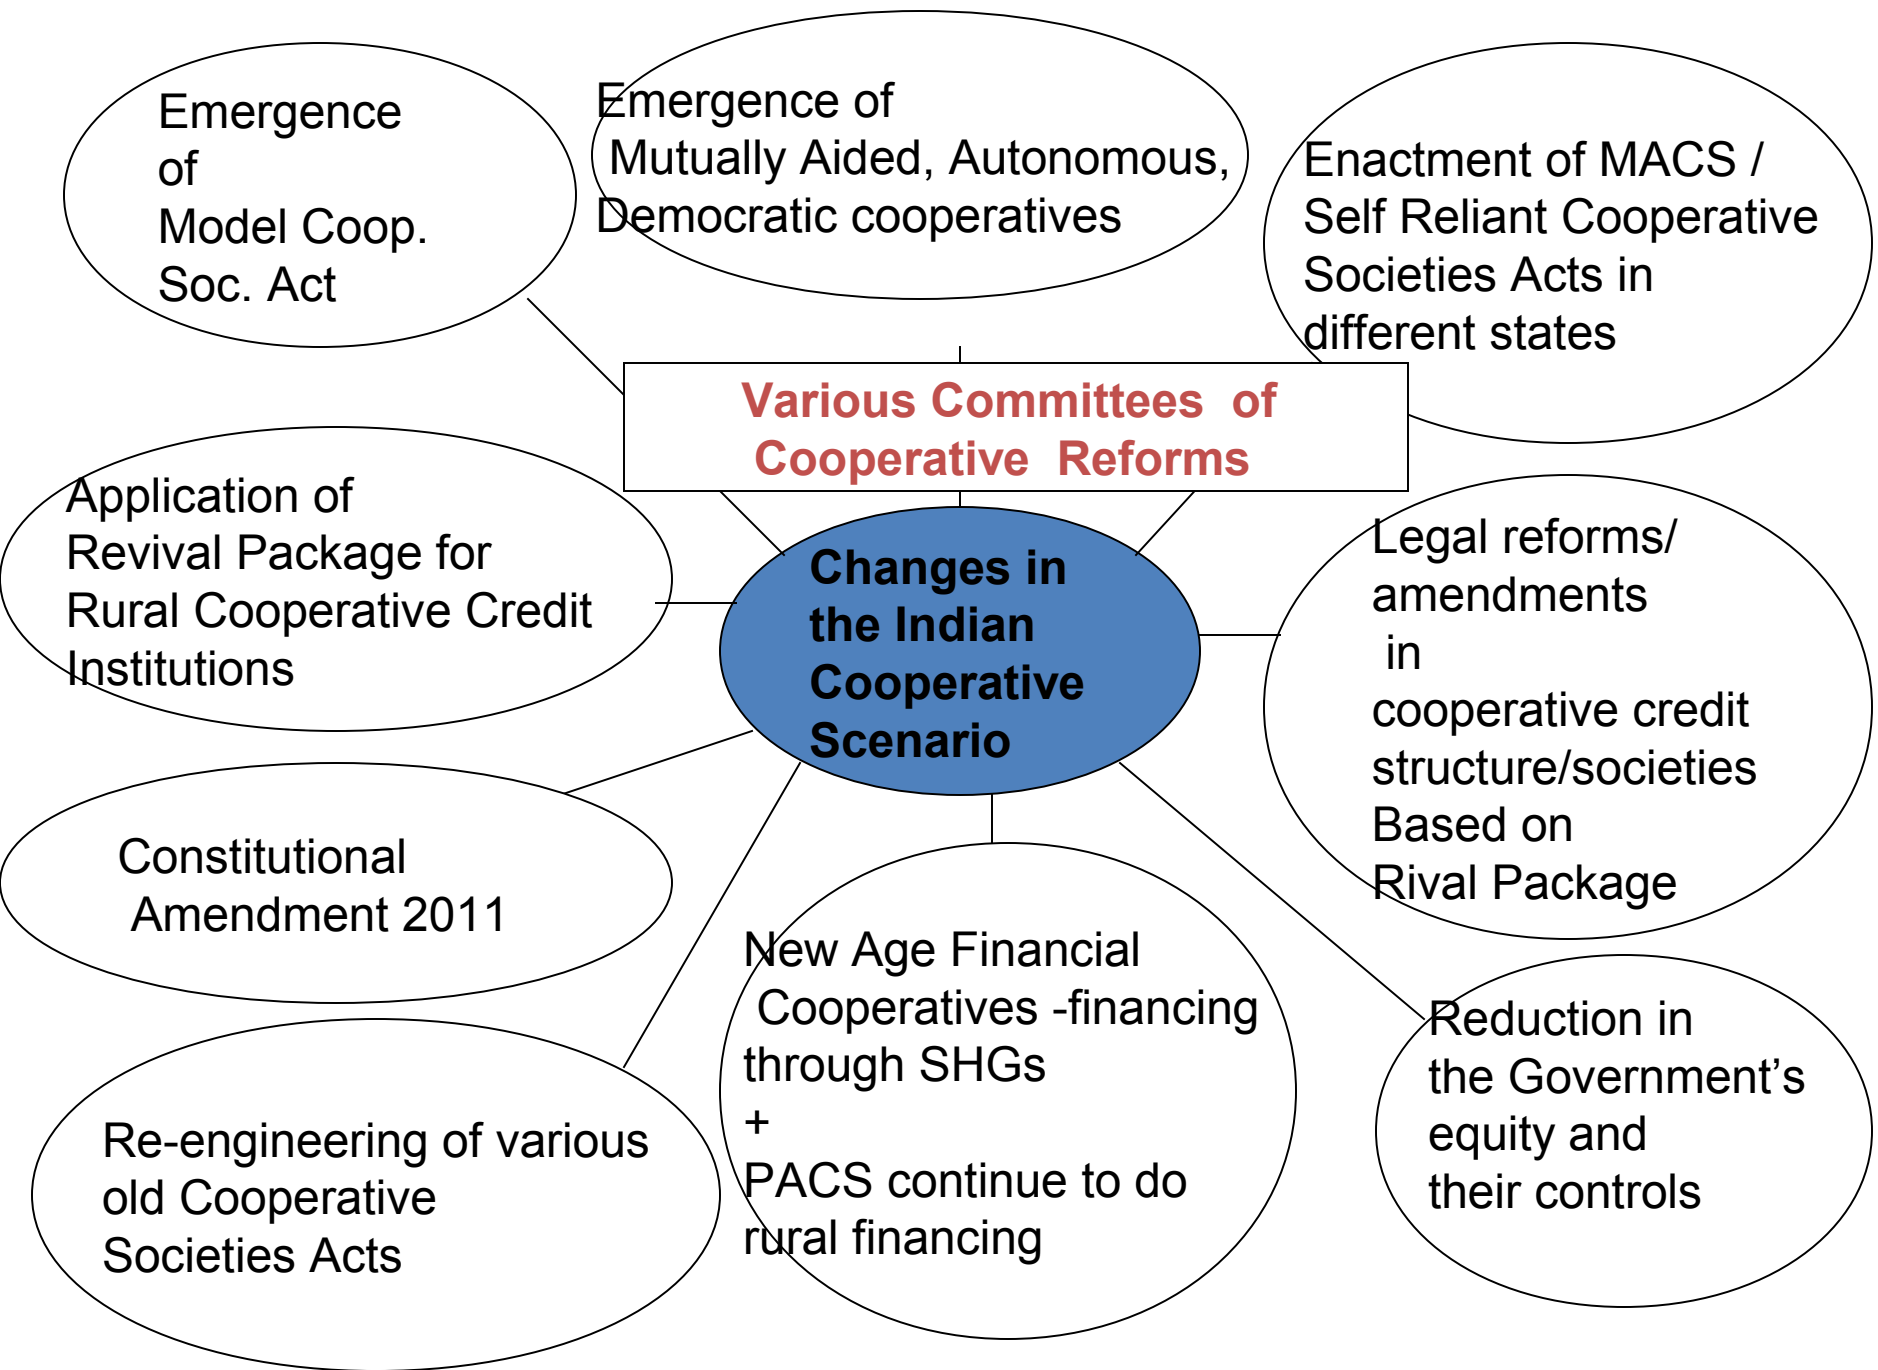 Emergence
of
Model Coop.
Soc. Act
Emergence of
Mutually Aided, Autonomous,
Democratic cooperatives
Enactment of MACS /
Self Reliant Cooperative
Societies Acts in
different states
Various Committees of
Cooperative Reforms
Application of
Revival Package for
Rural Cooperative Credit
Institutions
Changes in
the Indian
Cooperative
Scenario
Legal reforms/
amendments
in
cooperative credit
structure/societies
Based on
Rival Package
Constitutional
Amendment 2011
New Age Financial
Cooperatives -financing
through SHGs
+
PACS continue to do
rural financing
Reduction in
the Government’s
equity and
their controls
Re-engineering of various
old Cooperative
Societies Acts